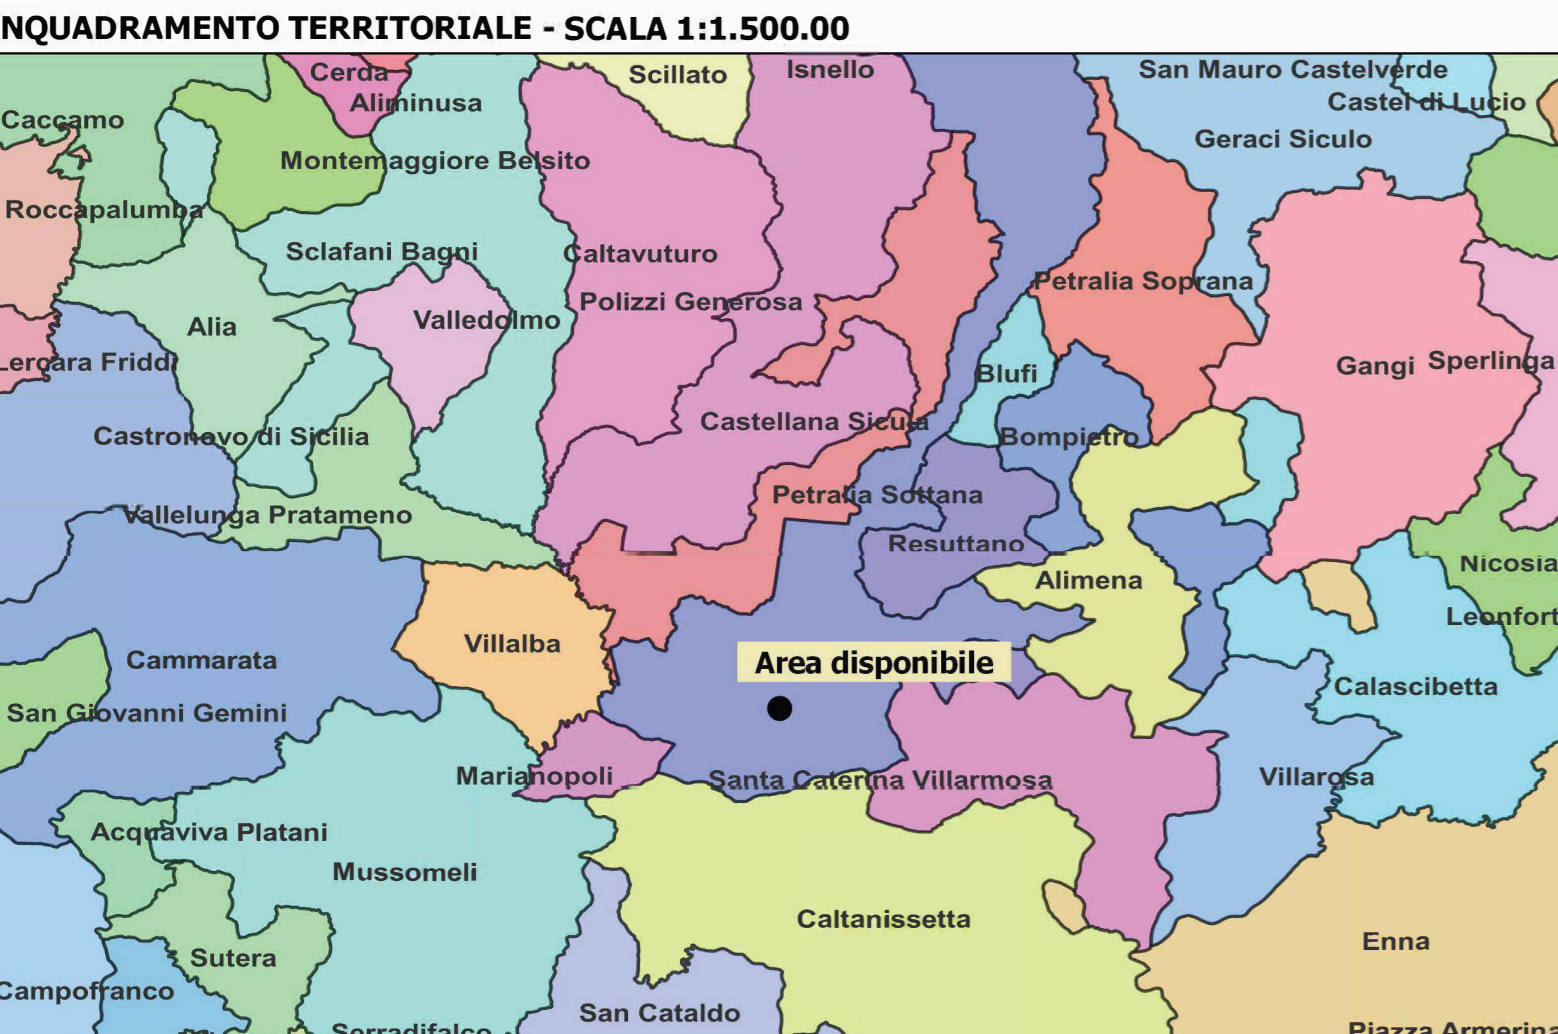 NQUADRAMENTO TERRITORIALE - SCALA 1:1.500.00
Cerda
Scillato
Isnello
San Mauro Castelverde
Aliminusa
Castel di Lucio
Caccamo
Geraci Siculo
Montemaggiore Belsito
Roccapalumba
Sclafani Bagni
Caltavuturo
Petralia Soprana
Polizzi Generosa
Alia
Valledolmo
Lercara Friddi
Gangi
Sperlinga
Blufi
Castellana Sicula
Castronovo di Sicilia
Bompietro
Petralia Sottana
Vallelunga Pratameno
Resuttano
Nicosia
Alimena
Leonfort
Villalba
Cammarata
Area disponibile
Calascibetta
San Giovanni Gemini
Marianopoli
Santa Caterina Villarmosa
Villarosa
Acquaviva Platani
Mussomeli
Caltanissetta
Enna
Sutera
Campofranco
San Cataldo
Serradifalco
Piazza Armerina